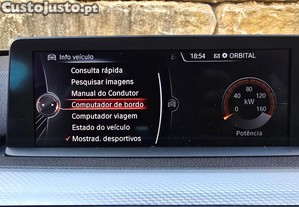 CustoJusto.pt
Info veículo
18:54
ORBITAL
Consulta rápida
Pesquisar imagens
Manual do Condutor
Computador de bordo
Computador viagem
Estado do veículo
Mostrad. desportivos
40
80
120
0
kW
160
Potência